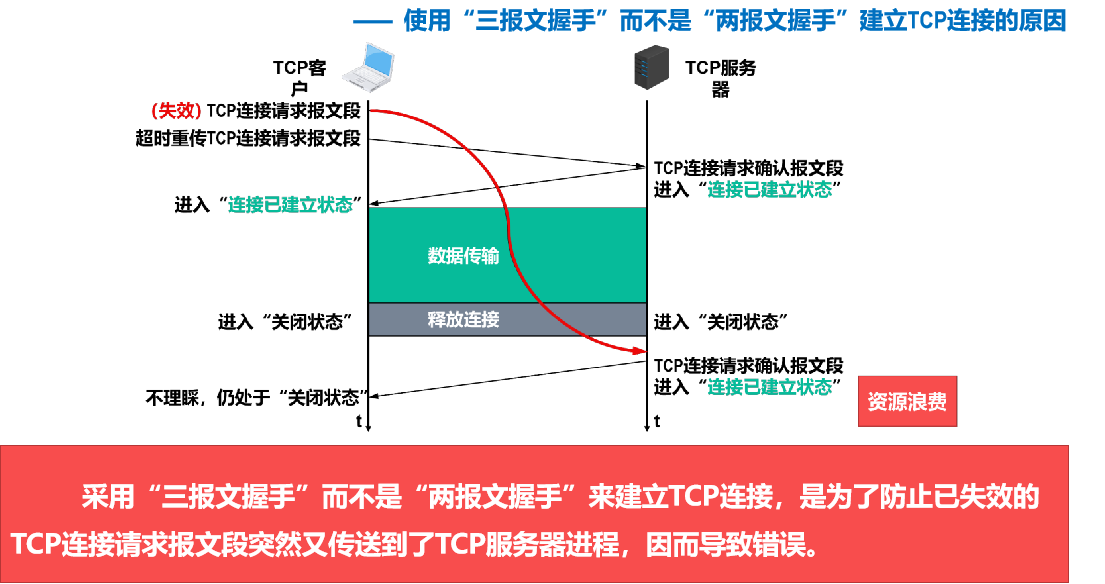 —— 使用“三报文握手”而不是“两报文握手”建立TCP连接的原因
TCP客
户
TCP服务
器
(失效) TCP连接请求报文段
超时重传TCP连接请求报文段
TCP连接请求确认报文段
进入“连接已建立状态”
进入“连接已建立状态”
数据传输
进入“关闭状态”
释放连接
进入“关闭状态”
TCP连接请求确认报文段
进入“连接已建立状态”
不理睬，仍处于“关闭状态”
资源浪费
t
t
采用“三报文握手”而不是“两报文握手”来建立TCP连接，是为了防止已失效的
TCP连接请求报文段突然又传送到了TCP服务器进程，因而导致错误。